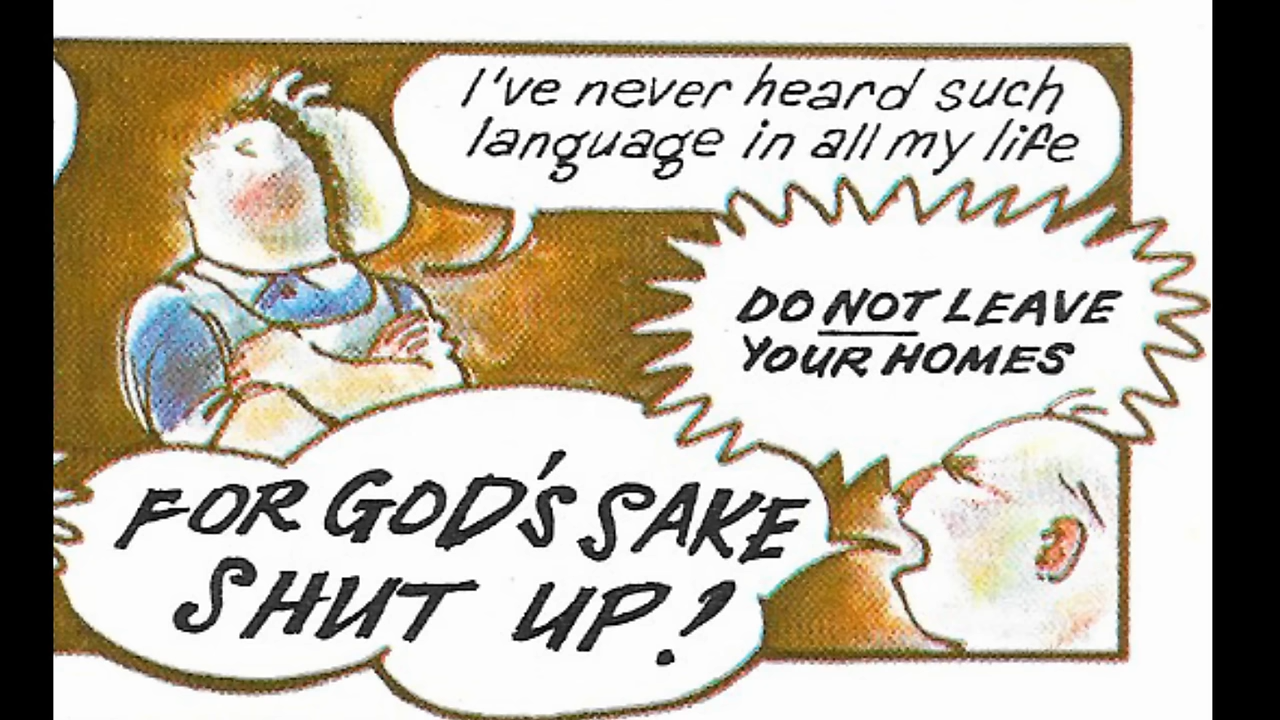 I've never heard such
language in all my life
DO NOT LEAVE
YOUR HOMES
FOR GOD'S SAKE
SHUT UP!